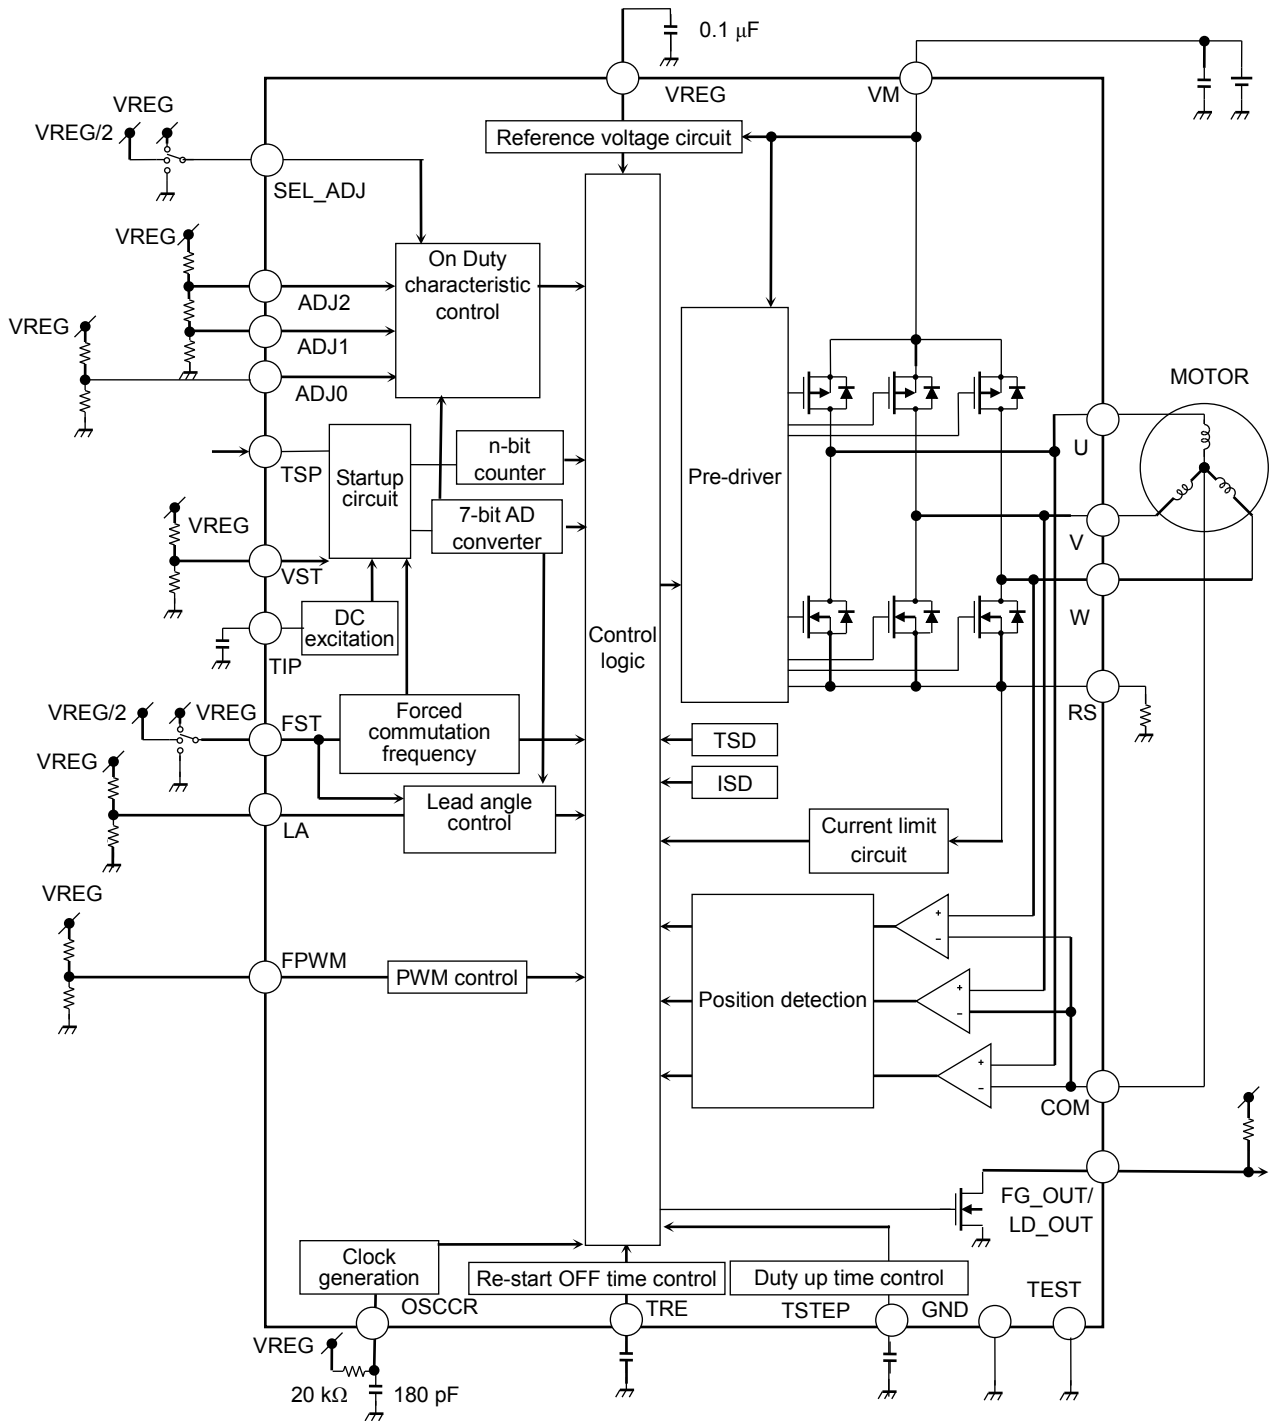 0.1 μF
VREG
VM
VREG
VREG/2
Reference voltage circuit
SEL_ADJ
VREG
On Duty
characteristic
control
ADJ2
VREG
ADJ1
ADJ0
MOTOR
U
TSP
Startup
circuit
n-bit
counter
Pre-driver
7-bit AD
converter
VREG
V
VST
DC
excitation
W
Control
logic
TIP
VREG/2
VREG
FST
Forced
commutation
frequency
RS
TSD
VREG
ISD
Lead angle
control
LA
Current limit
circuit
VREG
+
−
FPWM
PWM control
Position detection
+
−
+
−
COM
FG_OUT/
LD_OUT
Clock
generation
Re-start OFF time control
Duty up time control
OSCCR
TRE
TSTEP
GND
TEST
VREG
20 kΩ
180 pF